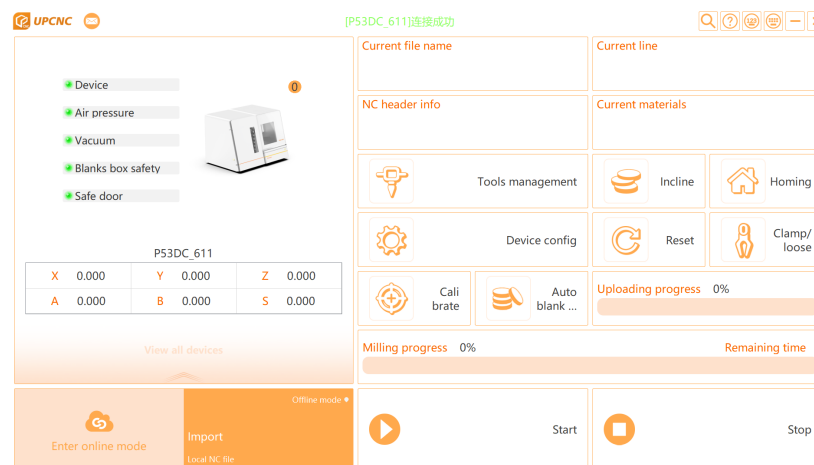 UPCNC
[P53DC_611]连接成功
Device
0
Air pressure
Vacuum
Blanks box safety
Safe door
P53DC_611
X 0.000 Y 0.000 Z 0.000
A 0.000 B 0.000 S 0.000
View all devices
Enter online mode
Offline mode
Import
Local NC file
Current file name
Current line
NC header info
Current materials
Tools management
Incline
Homing
Device config
Reset
Clamp/
loose
Cali
brate
Auto
blank ...
Uploading progress 0%
Milling progress 0%
Remaining time
Start
Stop